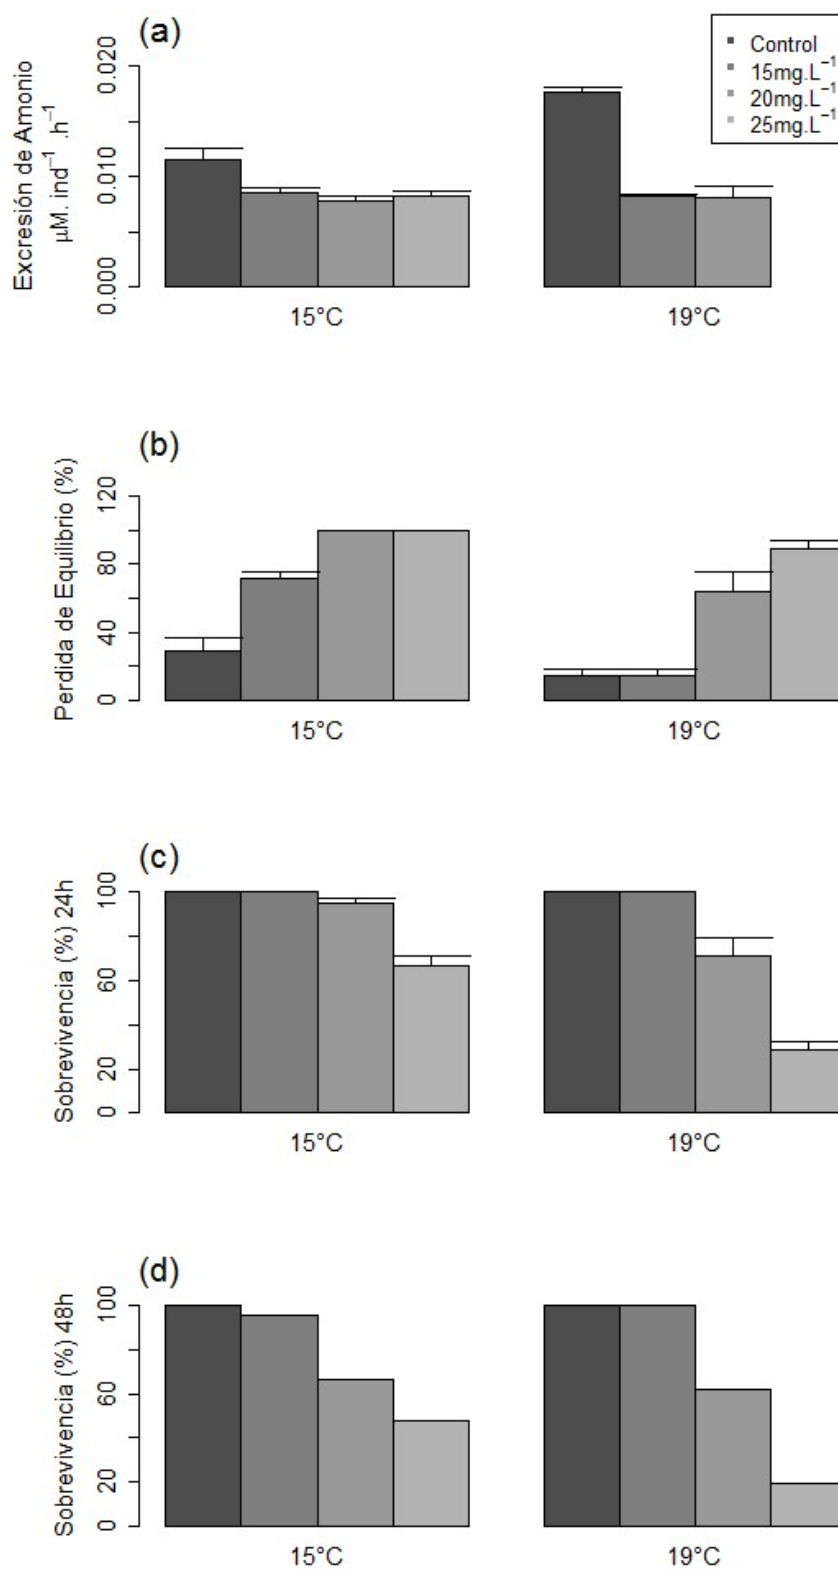 (a)
Control
15mg.L⁻¹
20mg.L⁻¹
25mg.L⁻¹
Excresión de Amonio
µM. ind⁻¹ .h⁻¹
0.020
0.010
0.000
15°C
19°C
(b)
Perdida de Equilibrio (%)
120
80
40
0
15°C
19°C
(c)
Sobrevivencia (%) 24h
100
60
20
0
15°C
19°C
(d)
Sobrevivencia (%) 48h
100
60
20
0
15°C
19°C